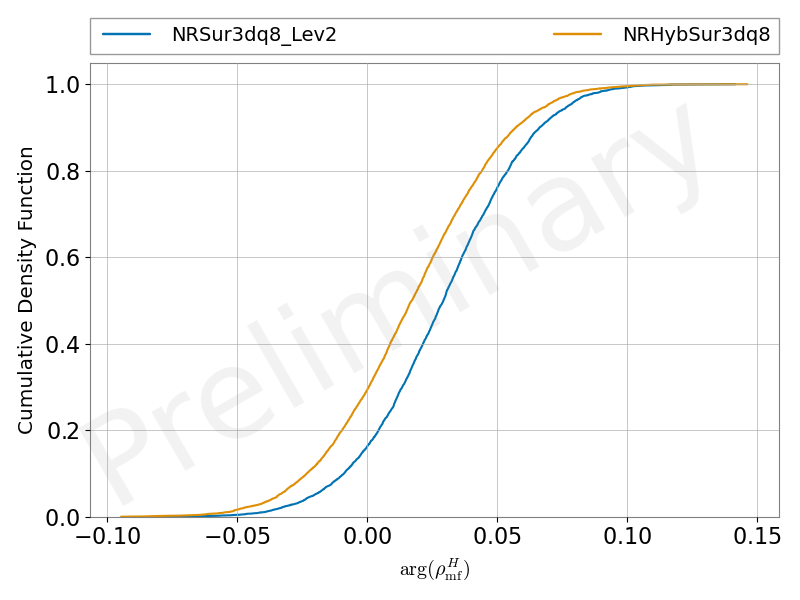 NRSur3dq8_Lev2 NRHybSur3dq8
1.0
0.8
0.6
0.4
0.2
0.0
Cumulative Density Function
Preliminary
−0.10 −0.05 0.00 0.05 0.10 0.15
arg(ρ_mf^H)